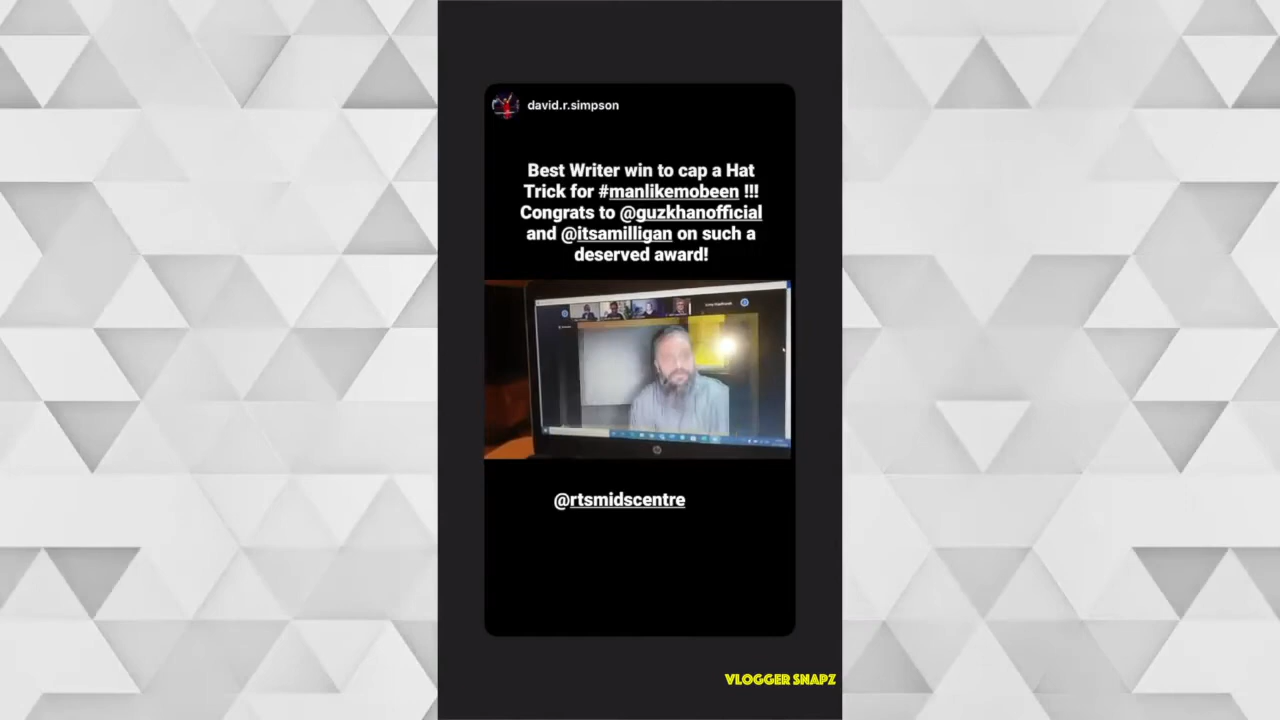 david.r.simpson
Best Writer win to cap a Hat
Trick for #manlikemobeen !!!
Congrats to @guzkhanofficial
and @itsamilligan on such a
deserved award!
@rtsmidscentre
VLOGGER SNAPZ